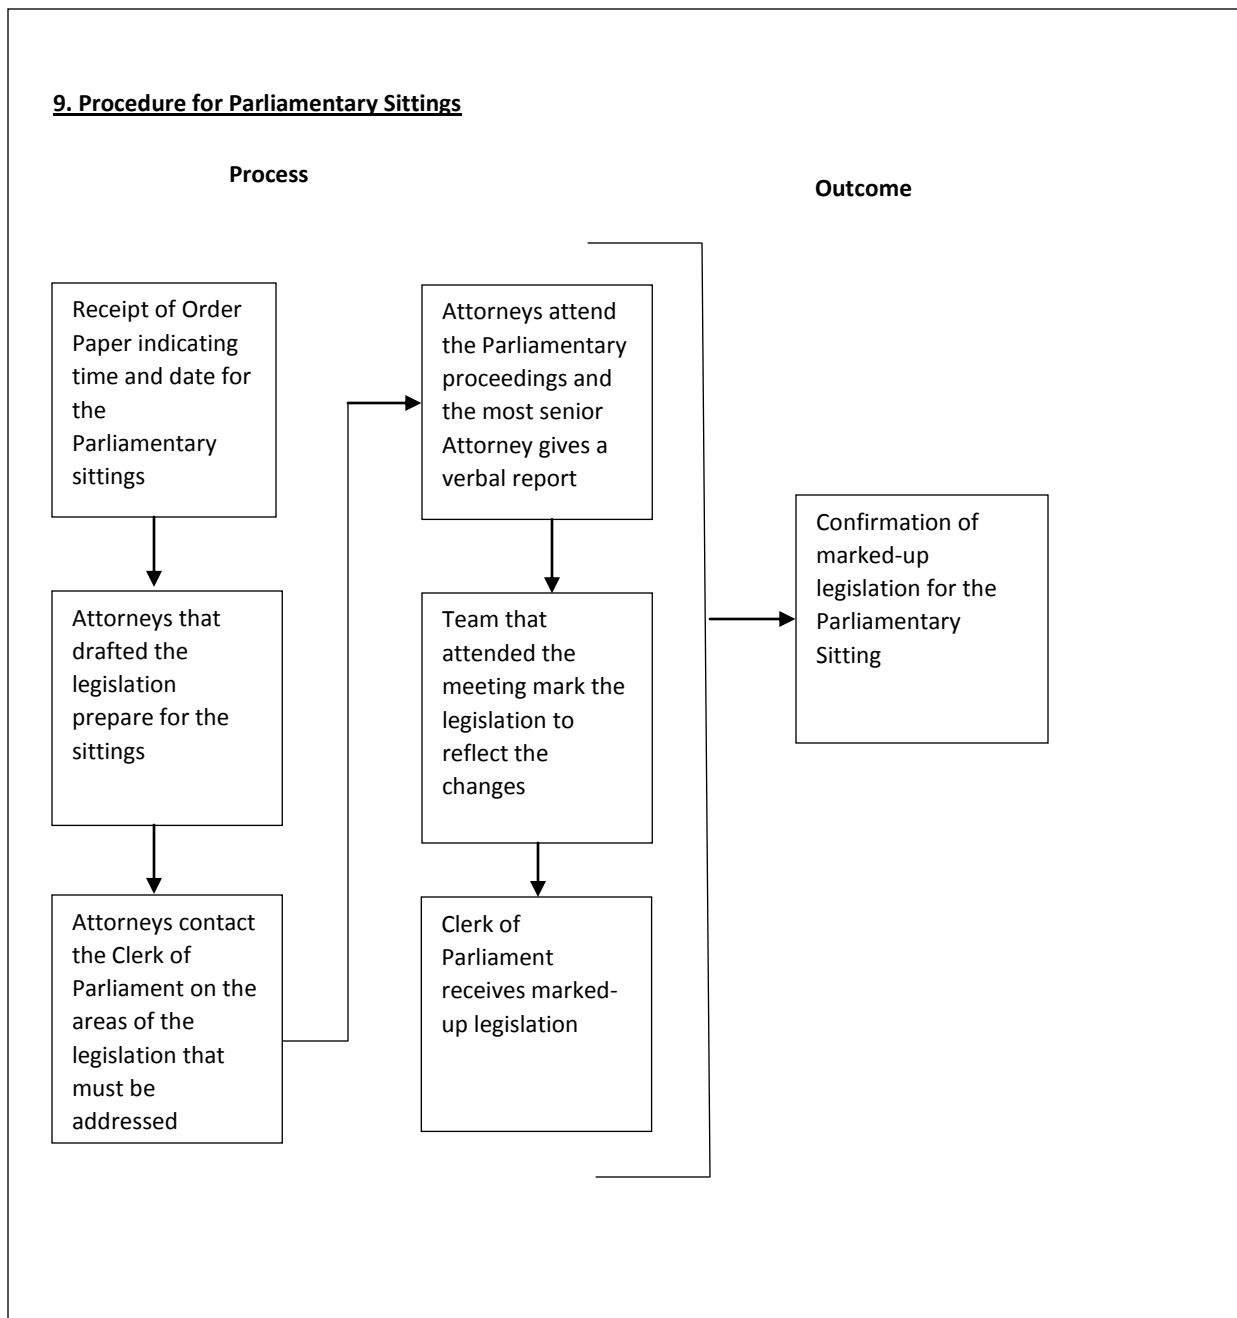 9. Procedure for Parliamentary Sittings
Process
Outcome
Receipt of Order
Paper indicating
time and date for
the
Parliamentary
sittings
Attorneys that
drafted the
legislation
prepare for the
sittings
Attorneys contact
the Clerk of
Parliament on the
areas of the
legislation that
must be
addressed
Attorneys attend
the Parliamentary
proceedings and
the most senior
Attorney gives a
verbal report
Team that
attended the
meeting mark the
legislation to
reflect the
changes
Clerk of
Parliament
receives marked-
up legislation
Confirmation of
marked-up
legislation for the
Parliamentary
Sitting